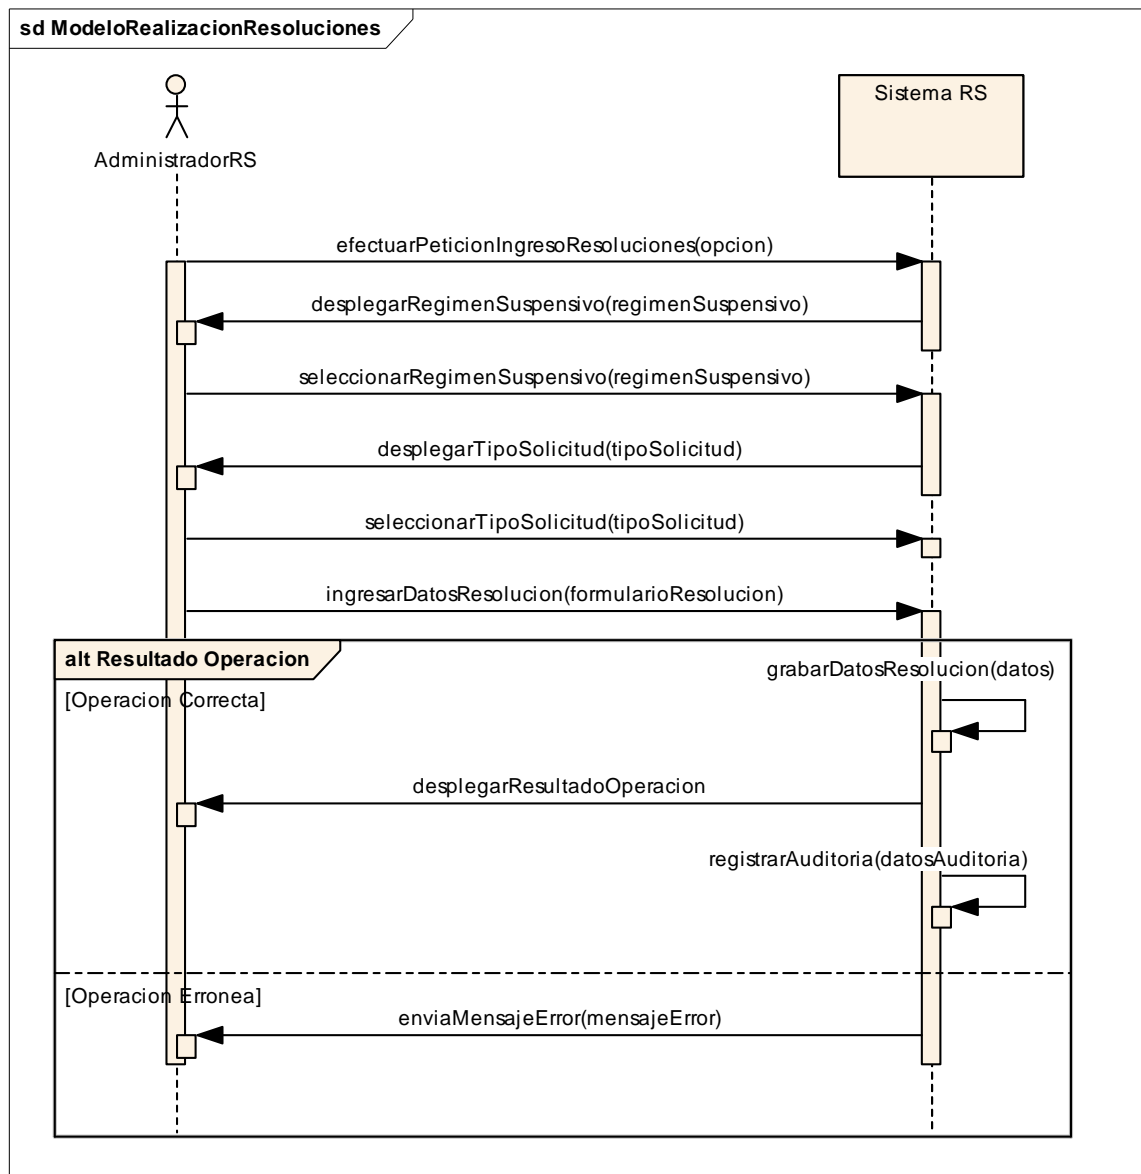 sd ModeloRealizacionResoluciones
AdministradorRS
Sistema RS
efectuarPeticionIngresoResoluciones(opcion)
desplegarRegimenSuspensivo(regimenSuspensivo)
seleccionarRegimenSuspensivo(regimenSuspensivo)
desplegarTipoSolicitud(tipoSolicitud)
seleccionarTipoSolicitud(tipoSolicitud)
ingresarDatosResolucion(formularioResolucion)
alt Resultado Operacion
grabarDatosResolucion(datos)
[Operacion Correcta]
desplegarResultadoOperacion
registrarAuditoria(datosAuditoria)
[Operacion Erronea]
enviaMensajeError(mensajeError)